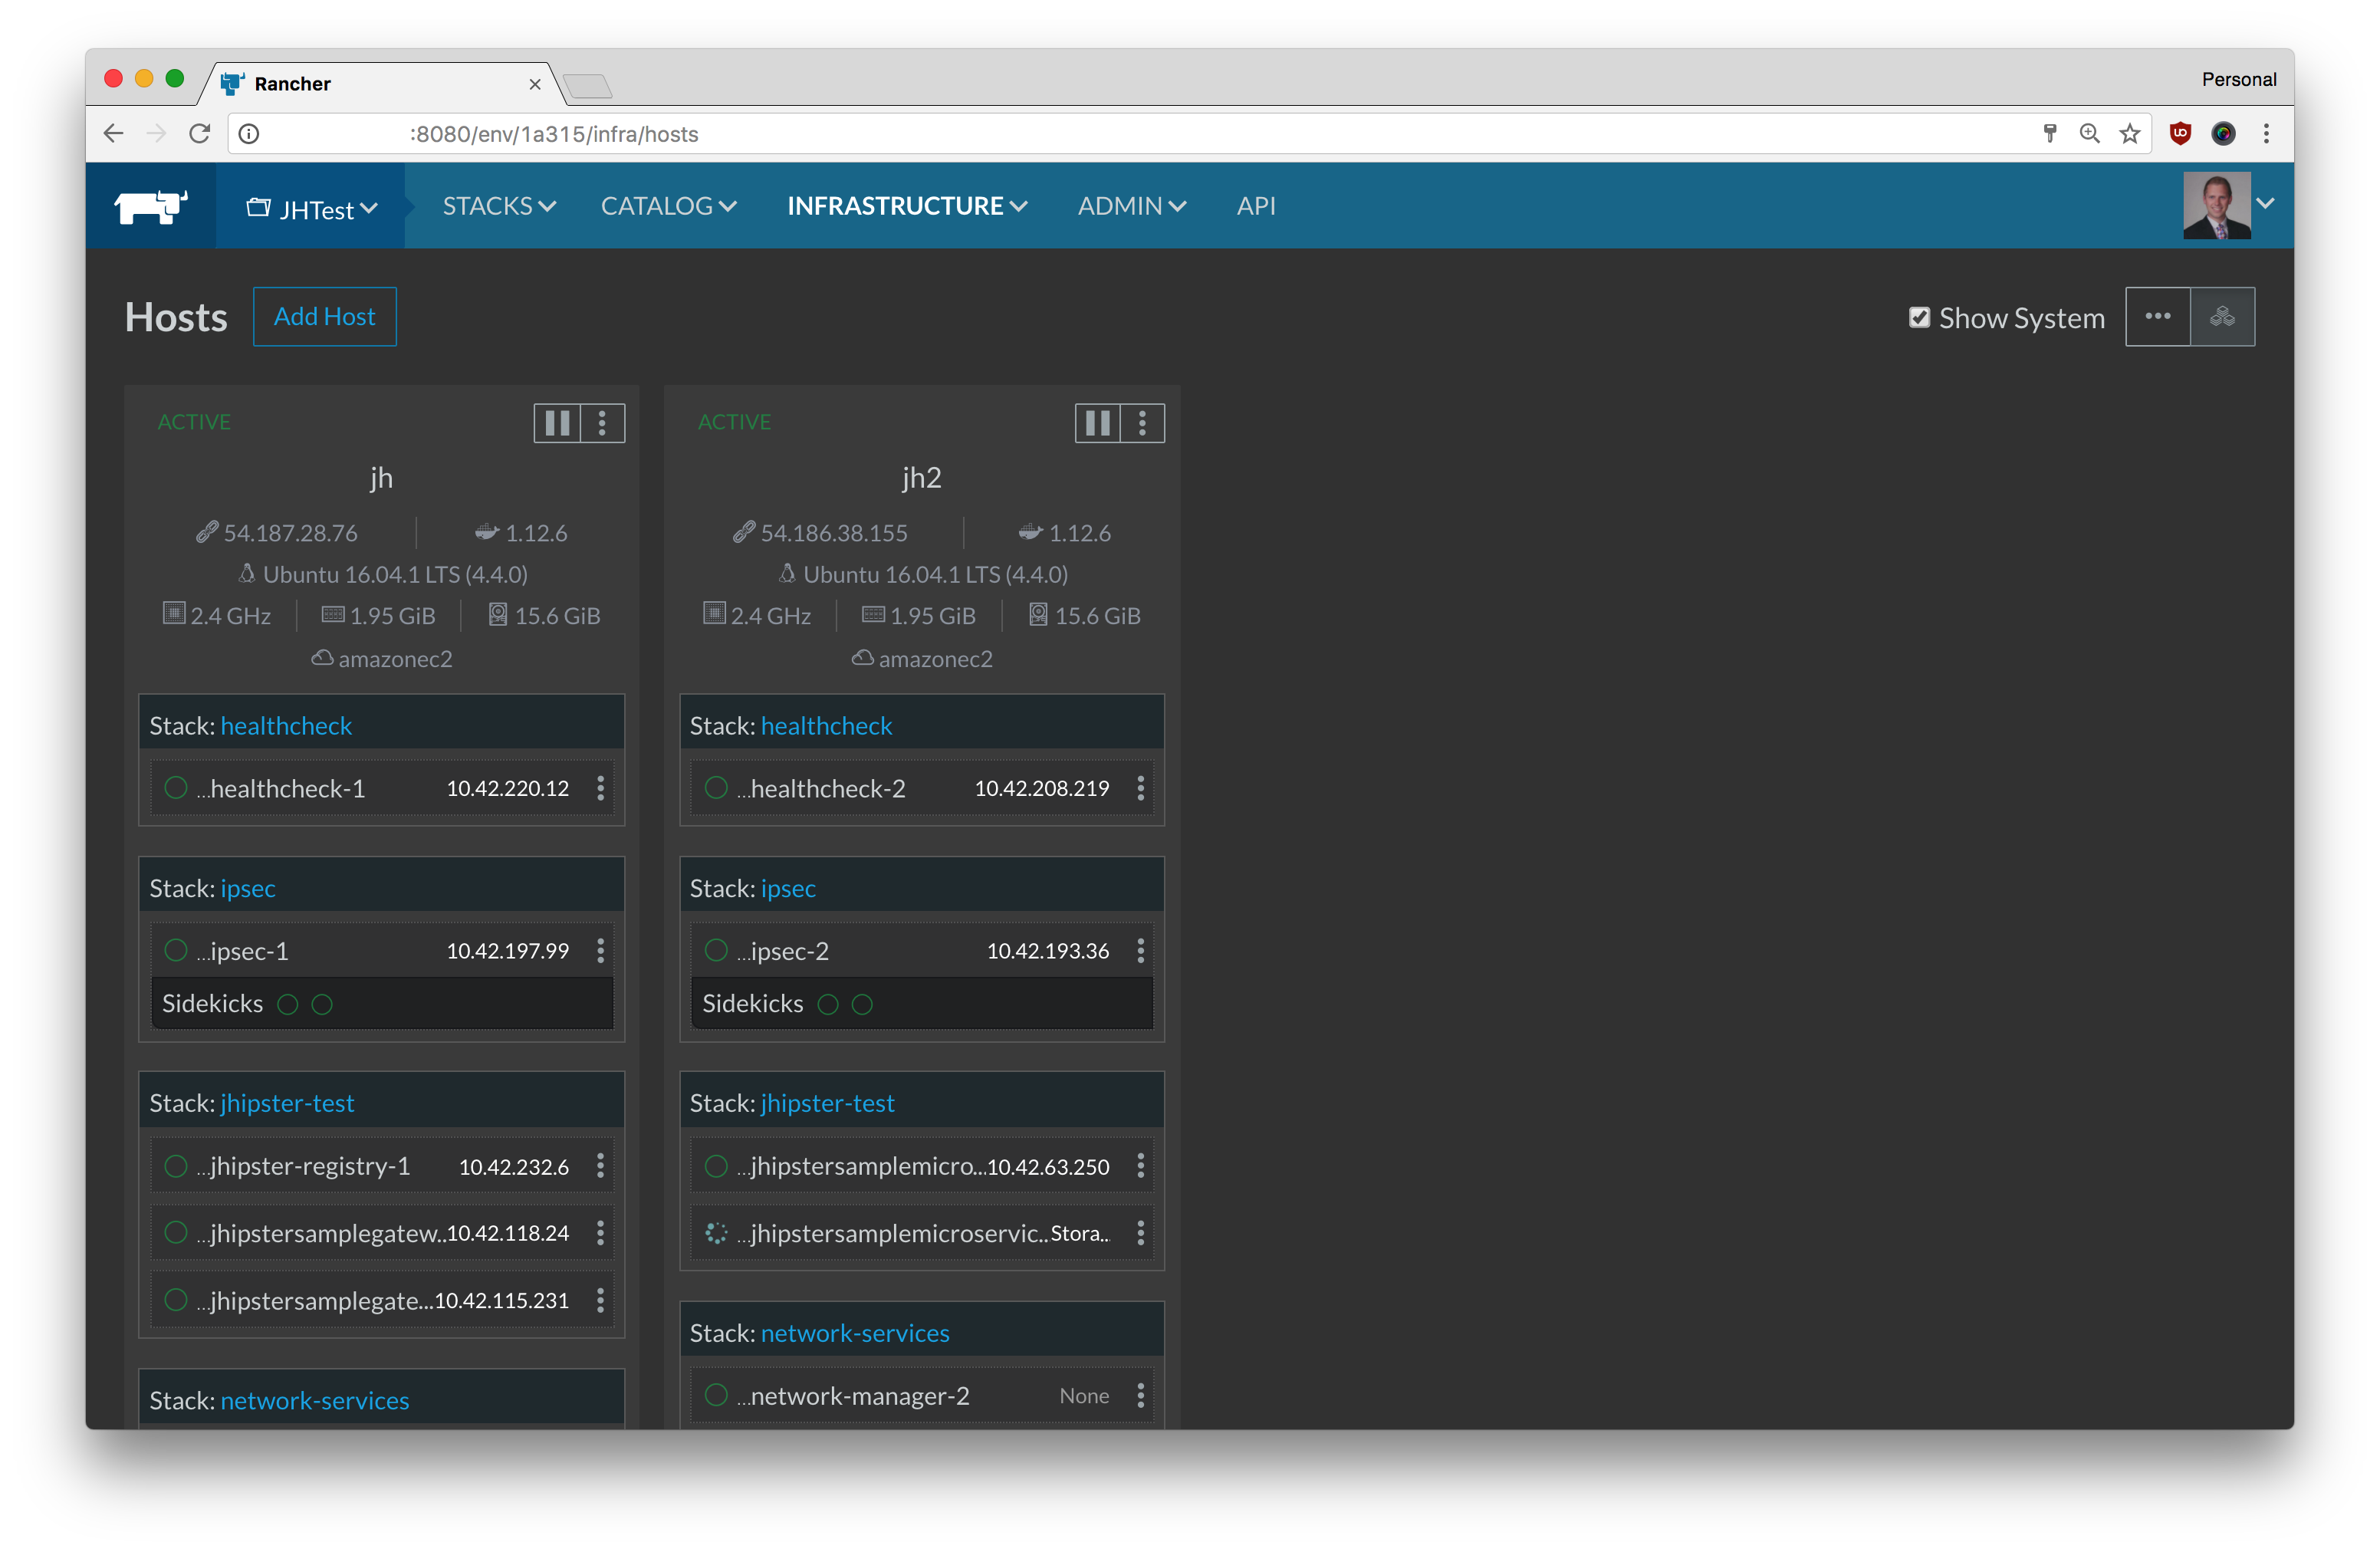 Rancher
Personal
:8080/env/1a315/infra/hosts
JHTest STACKS CATALOG INFRASTRUCTURE ADMIN API
Hosts Add Host Show System
ACTIVE
jh
54.187.28.76 1.12.6
Ubuntu 16.04.1 LTS (4.4.0)
2.4 GHz 1.95 GiB 15.6 GiB
amazonec2
Stack: healthcheck
...healthcheck-1 10.42.220.12
Stack: ipsec
...ipsec-1 10.42.197.99
Sidekicks
Stack: jhipster-test
...jhipster-registry-1 10.42.232.6
...jhipstersamplegatew... 10.42.118.24
...jhipstersamplegate... 10.42.115.231
Stack: network-services
ACTIVE
jh2
54.186.38.155 1.12.6
Ubuntu 16.04.1 LTS (4.4.0)
2.4 GHz 1.95 GiB 15.6 GiB
amazonec2
Stack: healthcheck
...healthcheck-2 10.42.208.219
Stack: ipsec
...ipsec-2 10.42.193.36
Sidekicks
Stack: jhipster-test
...jhipstersamplemicro... 10.42.63.250
...jhipstersamplemicroservic... Stora...
Stack: network-services
...network-manager-2 None